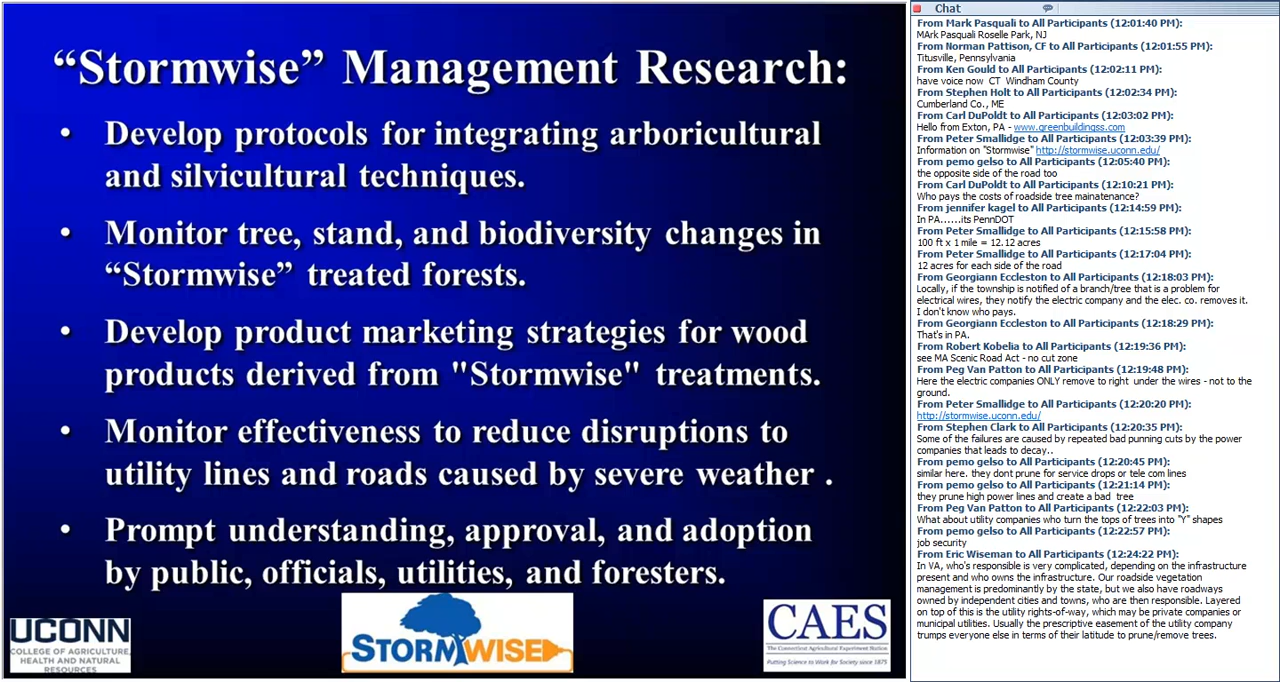 “Stormwise” Management Research:
• Develop protocols for integrating arboricultural
and silvicultural techniques.
• Monitor tree, stand, and biodiversity changes in
“Stormwise” treated forests.
• Develop product marketing strategies for wood
products derived from "Stormwise" treatments.
• Monitor effectiveness to reduce disruptions to
utility lines and roads caused by severe weather .
• Prompt understanding, approval, and adoption
by public, officials, utilities, and foresters.
UCONN
COLLEGE OF AGRICULTURE,
HEALTH AND NATURAL
RESOURCES
STORMWISE
CAES
The Connecticut Agricultural Experiment Station
Putting Science to Work for Society since 1875
Chat
From Mark Pasquali to All Participants (12:01:40 PM):
MArk Pasquali Roselle Park, NJ
From Norman Pattison, CF to All Participants (12:01:55 PM):
Titusville, Pennsylvania
From Ken Gould to All Participants (12:02:11 PM):
have voice now CT Windham County
From Stephen Holt to All Participants (12:02:34 PM):
Cumberland Co., ME
From Carl DuPoldt to All Participants (12:03:02 PM):
Hello from Exton, PA - www.greenbuildingss.com
From Peter Smallidge to All Participants (12:03:39 PM):
Information on "Stormwise" http://stormwise.uconn.edu/
From pemo gelso to All Participants (12:05:40 PM):
the opposite side of the road too
From Carl DuPoldt to All Participants (12:10:21 PM):
Who pays the costs of roadside tree mainatenance?
From jennifer kagel to All Participants (12:14:59 PM):
In PA......its PennDOT
From Peter Smallidge to All Participants (12:15:58 PM):
100 ft x 1 mile = 12.12 acres
From Peter Smallidge to All Participants (12:17:04 PM):
12 acres for each side of the road
From Georgiann Eccleston to All Participants (12:18:03 PM):
Locally, if the township is notified of a branch/tree that is a problem for
electrical wires, they notify the electric company and the elec. co. removes it.
I don't know who pays.
From Georgiann Eccleston to All Participants (12:18:29 PM):
That's in PA.
From Robert Kobelia to All Participants (12:19:36 PM):
see MA Scenic Road Act - no cut zone
From Peg Van Patton to All Participants (12:19:48 PM):
Here the electric companies ONLY remove to right under the wires - not to the
ground.
From Peter Smallidge to All Participants (12:20:20 PM):
http://stormwise.uconn.edu/
From Stephen Clark to All Participants (12:20:35 PM):
Some of the failures are caused by repeated bad punning cuts by the power
companies that leads to decay..
From pemo gelso to All Participants (12:20:45 PM):
similar here. they dont prune for service drops or tele com lines
From pemo gelso to All Participants (12:21:14 PM):
they prune high power lines and create a bad tree
From Peg Van Patton to All Participants (12:22:03 PM):
What about utility companies who turn the tops of trees into "Y" shapes
From pemo gelso to All Participants (12:22:57 PM):
job security
From Eric Wiseman to All Participants (12:24:22 PM):
In VA, who's responsible is very complicated, depending on the infrastructure
present and who owns the infrastructure. Our roadside vegetation
management is predominantly by the state, but we also have roadways
owned by independent cities and towns, who are then responsible. Layered
on top of this is the utility rights-of-way, which may be private companies or
municipal utilities. Usually the prescriptive easement of the utility company
trumps everyone else in terms of their latitude to prune/remove trees.